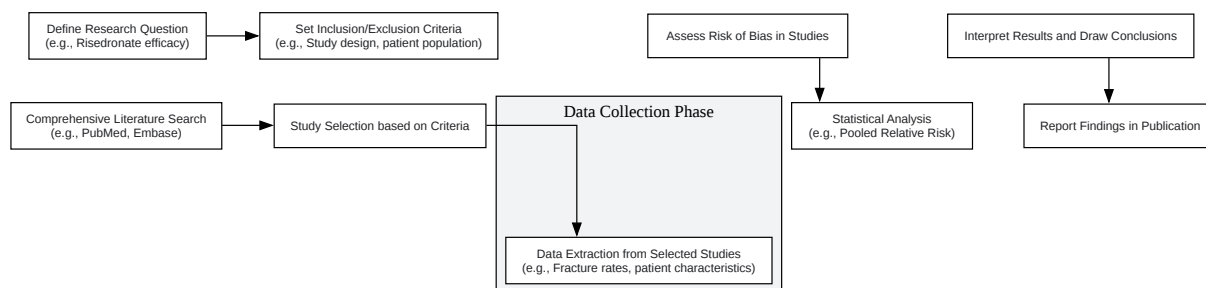 Define Research Question
(e.g., Risedronate efficacy)
Set Inclusion/Exclusion Criteria
(e.g., Study design, patient population)
Assess Risk of Bias in Studies
Interpret Results and Draw Conclusions
Comprehensive Literature Search
(e.g., PubMed, Embase)
Study Selection based on Criteria
Data Collection Phase
Statistical Analysis
(e.g., Pooled Relative Risk)
Report Findings in Publication
Data Extraction from Selected Studies
(e.g., Fracture rates, patient characteristics)